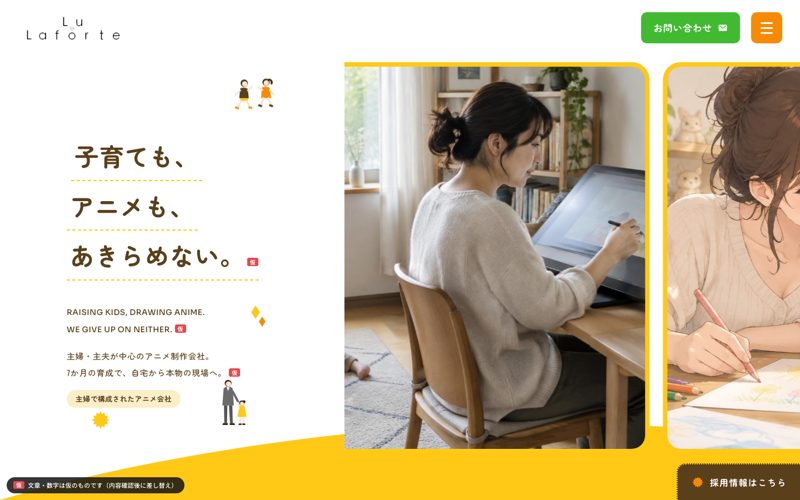 Lu
Laforte
お問い合わせ
子育ても、
アニメも、
あきらめない。 仮
RAISING KIDS, DRAWING ANIME.
WE GIVE UP ON NEITHER. 仮
主婦・主夫が中心のアニメ制作会社。
7か月の育成で、自宅から本物の現場へ。 仮
主婦で構成されたアニメ会社
仮 文章・数字は仮のものです（内容確認後に差し替え）
採用情報はこちら